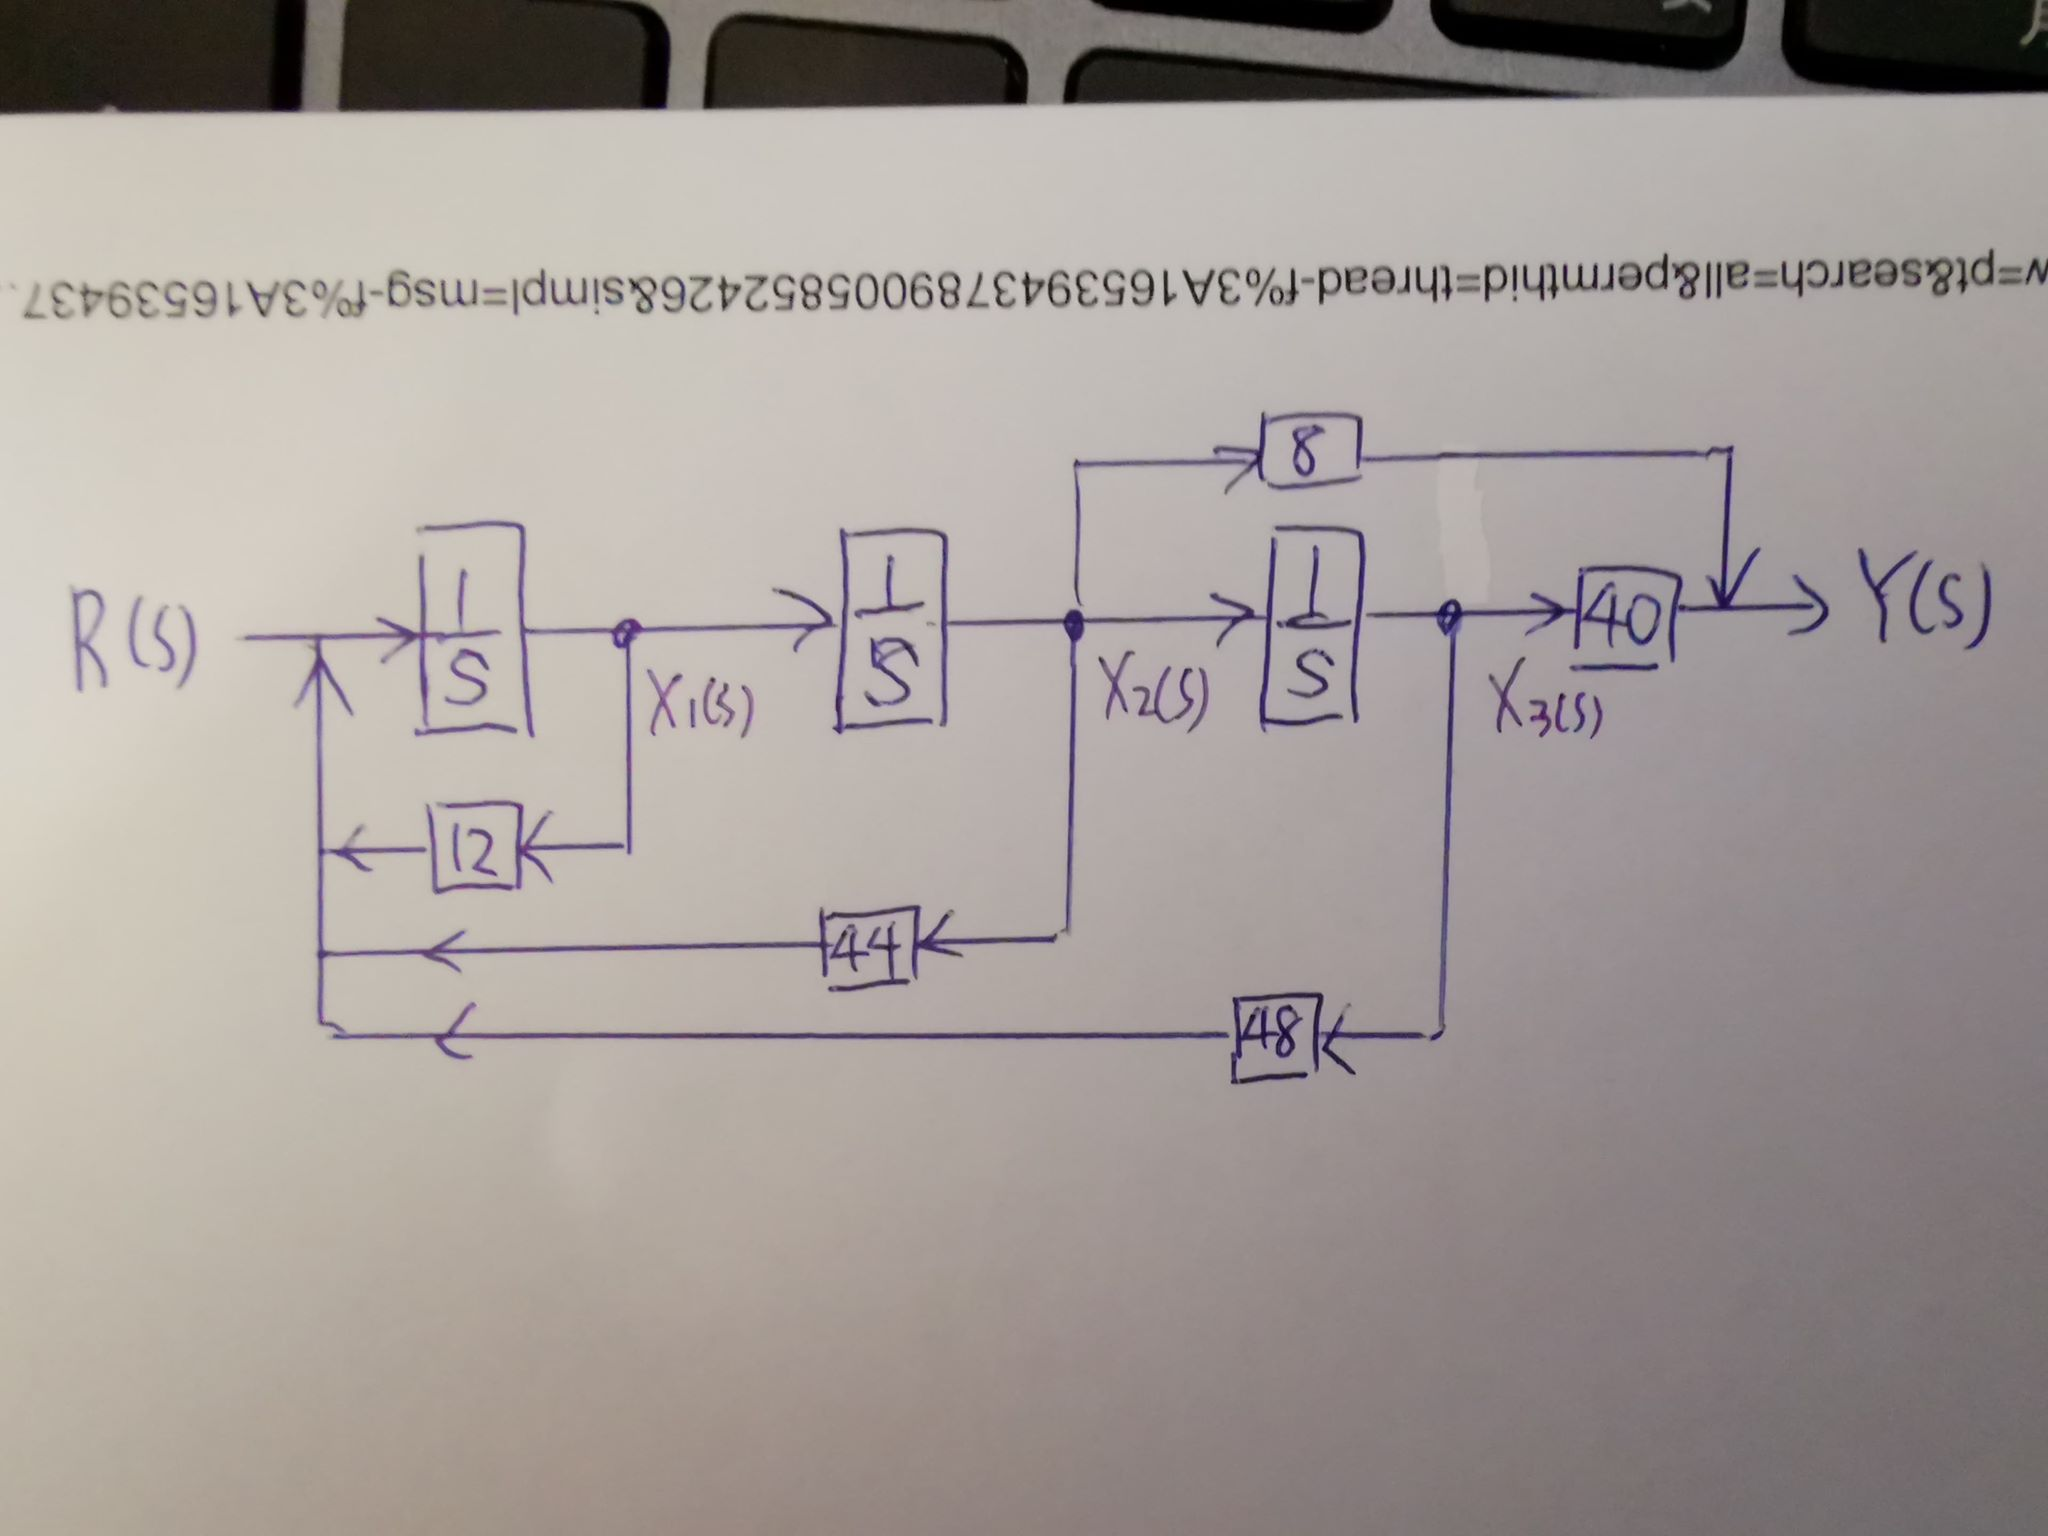 w=pt&search=all&permthid=thread-f%3A1653943789005852426&simpl=msg-f%3A16539437...
8
R(S) 1/S X1(S) 1/S X2(S) 1/S X3(S) 40 Y(S)
12
44
48